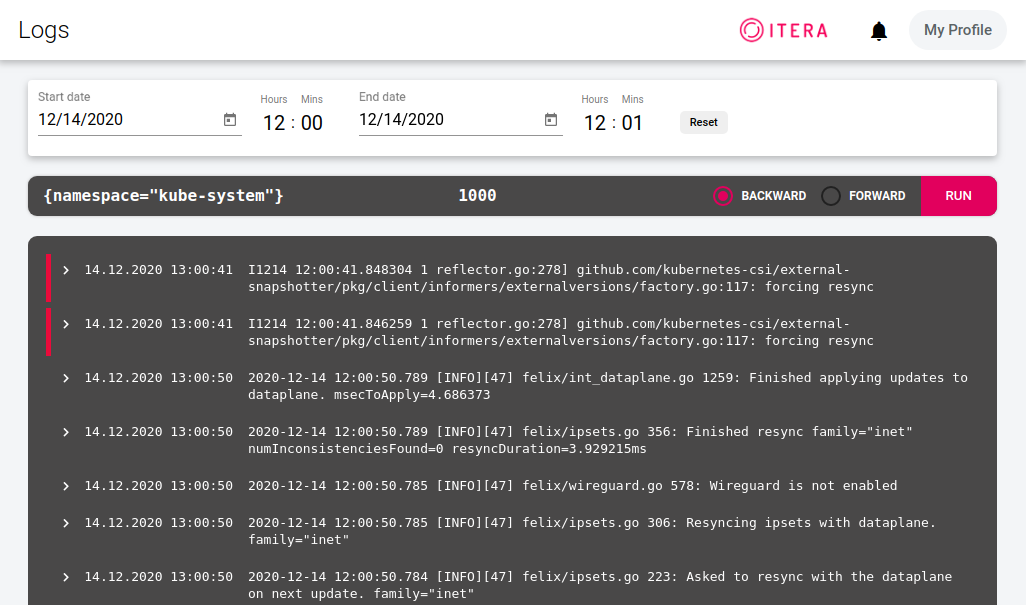 Logs
ITERA
My Profile
Start date
Hours Mins
12/14/2020
12 : 00
End date
Hours Mins
12/14/2020
12 : 01
Reset
{namespace="kube-system"} 1000 BACKWARD FORWARD RUN
14.12.2020 13:00:41 I1214 12:00:41.848304 1 reflector.go:278] github.com/kubernetes-csi/external-
snapshotter/pkg/client/informers/externalversions/factory.go:117: forcing resync
14.12.2020 13:00:41 I1214 12:00:41.846259 1 reflector.go:278] github.com/kubernetes-csi/external-
snapshotter/pkg/client/informers/externalversions/factory.go:117: forcing resync
14.12.2020 13:00:50 2020-12-14 12:00:50.789 [INFO][47] felix/int_dataplane.go 1259: Finished applying updates to
dataplane. msecToApply=4.686373
14.12.2020 13:00:50 2020-12-14 12:00:50.789 [INFO][47] felix/ipsets.go 356: Finished resync family="inet"
numInconsistenciesFound=0 resyncDuration=3.929215ms
14.12.2020 13:00:50 2020-12-14 12:00:50.785 [INFO][47] felix/wireguard.go 578: Wireguard is not enabled
14.12.2020 13:00:50 2020-12-14 12:00:50.785 [INFO][47] felix/ipsets.go 306: Resyncing ipsets with dataplane.
family="inet"
14.12.2020 13:00:50 2020-12-14 12:00:50.784 [INFO][47] felix/ipsets.go 223: Asked to resync with the dataplane
on next update. family="inet"